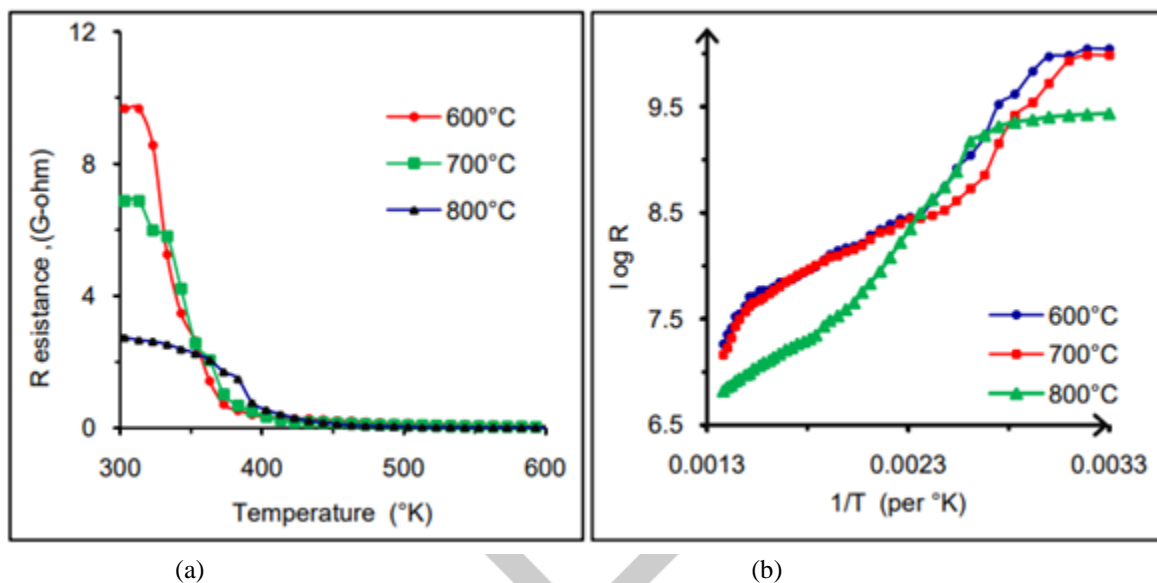 12
8
4
0
R esistance ,(G-ohm)
600°C
700°C
800°C
300
400
500
600
Temperature (°K)
9.5
8.5
7.5
6.5
l og R
600°C
700°C
800°C
0.0013
0.0023
0.0033
1/T (per °K)
(a)
(b)